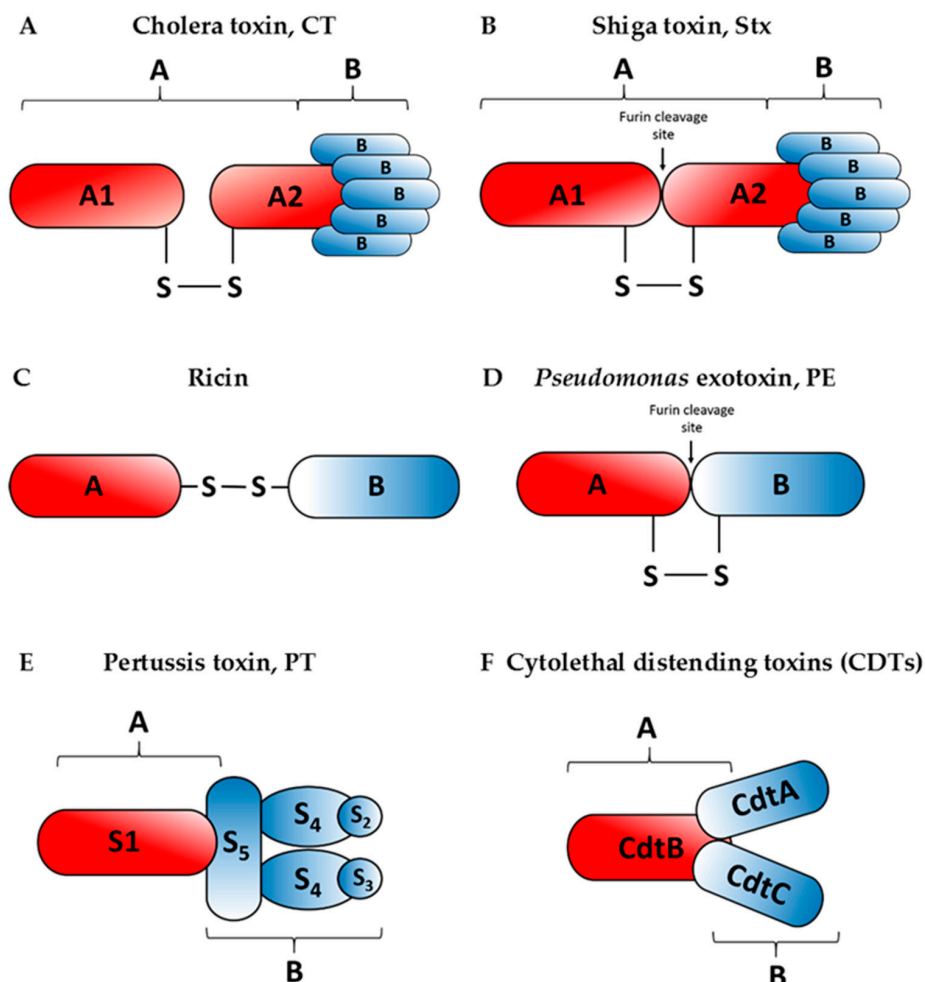 A Cholera toxin, CT
A
B
A1
A2
B
B
B
B
B
S
S
B Shiga toxin, Stx
A
B
Furin cleavage
site
A1
A2
B
B
B
B
B
S
S
C Ricin
A
S
S
B
D Pseudomonas exotoxin, PE
Furin cleavage
site
A
B
S
S
E Pertussis toxin, PT
A
S1
S₅
S₄
S₂
S₄
S₃
B
F Cytolethal distending toxins (CDTs)
A
CdtB
CdtA
CdtC
B